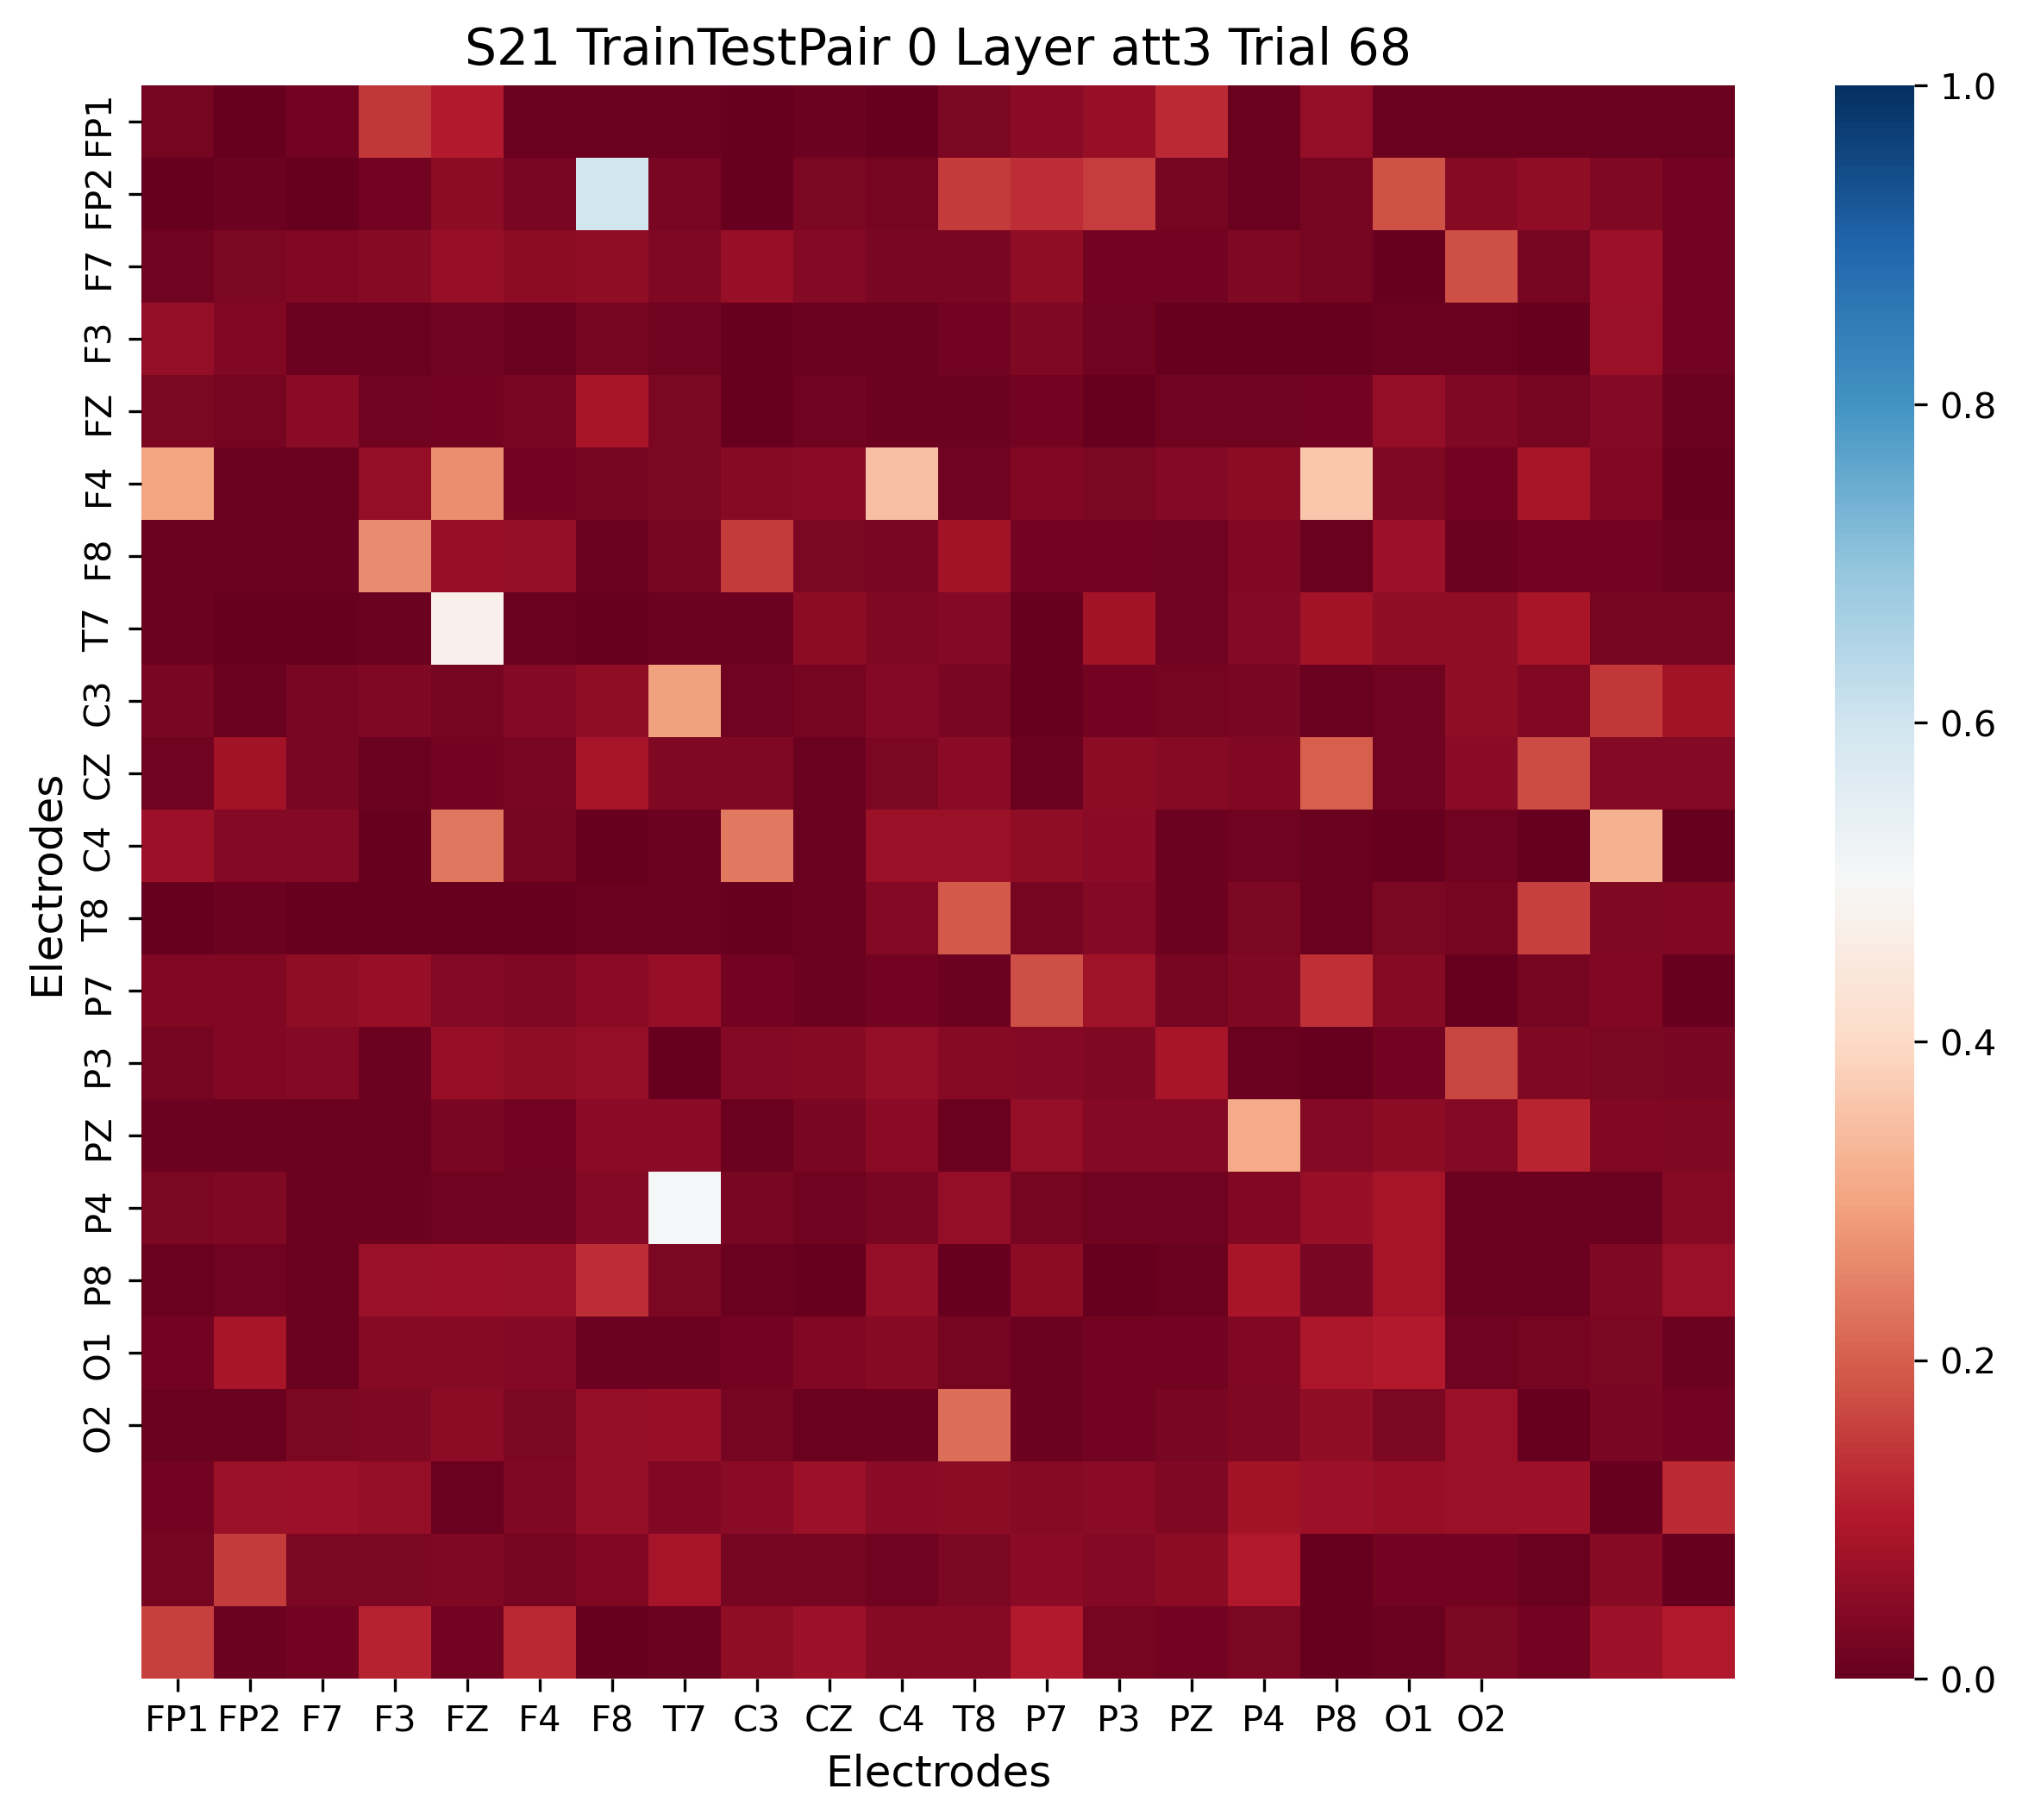 S21 TrainTestPair 0 Layer att3 Trial 68
Electrodes
FP1
FP2
F7
F3
FZ
F4
F8
T7
C3
CZ
C4
T8
P7
P3
PZ
P4
P8
O1
O2
FP1 FP2 F7 F3 FZ F4 F8 T7 C3 CZ C4 T8 P7 P3 PZ P4 P8 O1 O2
Electrodes
1.0
0.8
0.6
0.4
0.2
0.0